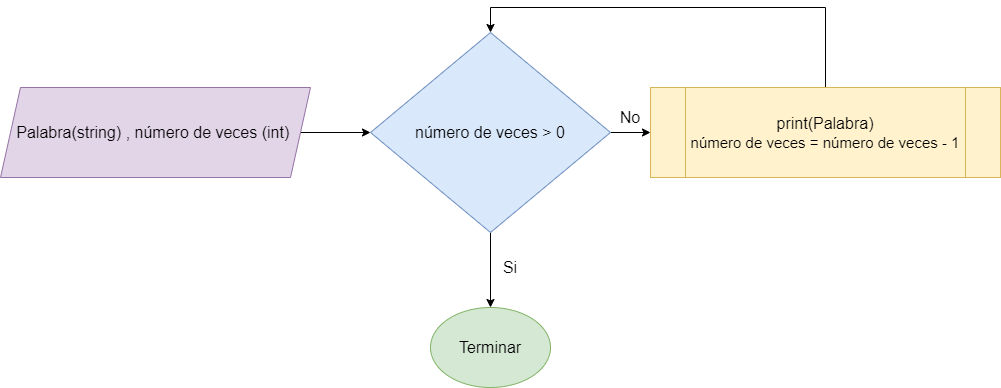 Palabra(string) , número de veces (int)
número de veces > 0
No
print(Palabra)
número de veces = número de veces - 1
Si
Terminar